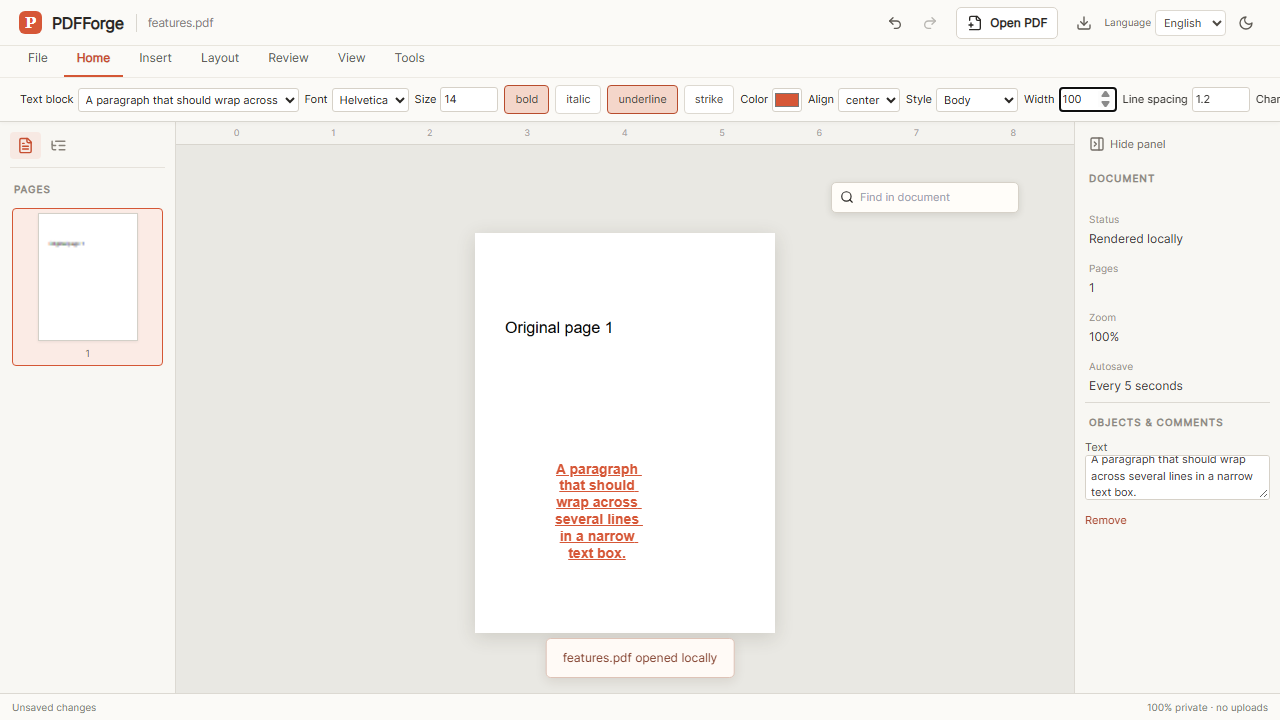 P PDFForge features.pdf Open PDF Language English
File Home Insert Layout Review View Tools
Text block A paragraph that should wrap across Font Helvetica Size 14 bold italic underline strike Color Align center Style Body Width 100 Line spacing 1.2
0 1 2 3 4 5 6 7 8
PAGES
Original page 1
1
Find in document
Original page 1
A paragraph
that should
wrap across
several lines
in a narrow
text box.
features.pdf opened locally
Hide panel
DOCUMENT
Status
Rendered locally
Pages
1
Zoom
100%
Autosave
Every 5 seconds
OBJECTS & COMMENTS
Text
A paragraph that should wrap
across several lines in a narrow
text box.
Remove
Unsaved changes 100% private · no uploads